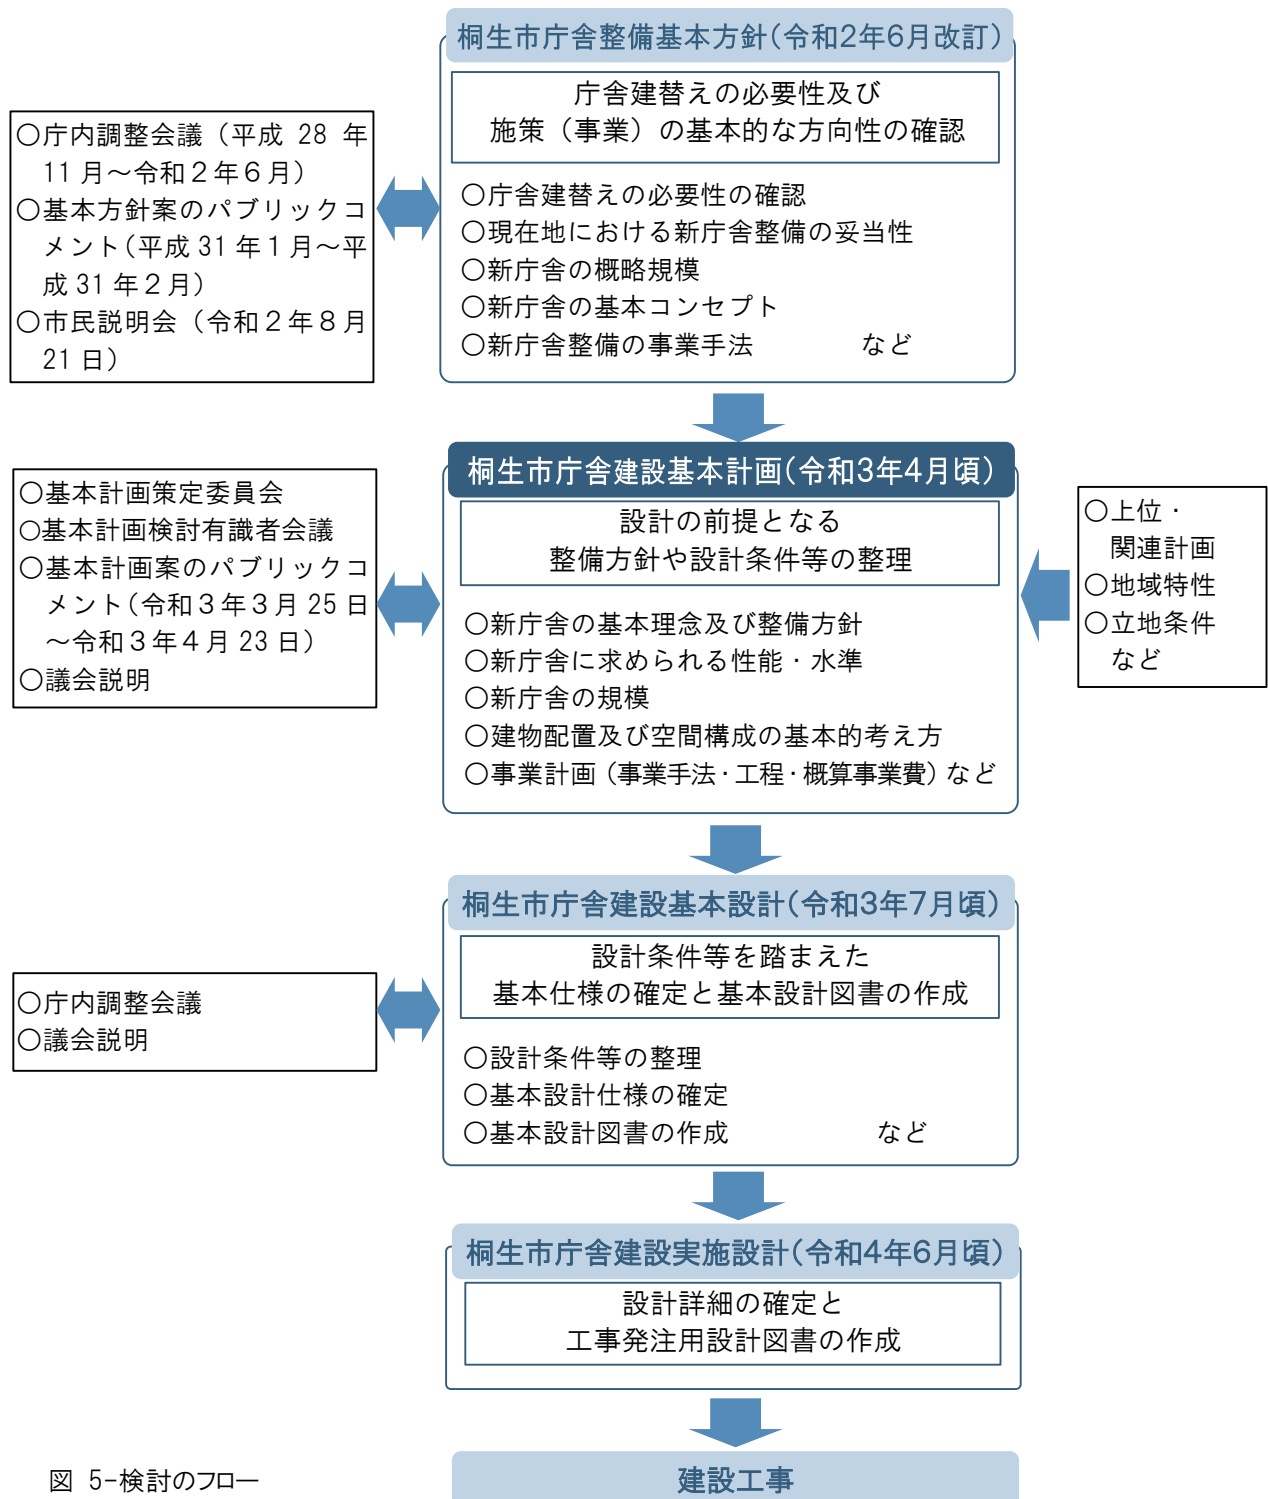 桐生市庁舎整備基本方針(令和2年6月改訂)
庁舎建替えの必要性及び
施策（事業）の基本的な方向性の確認
○庁舎建替えの必要性の確認
○現在地における新庁舎整備の妥当性
○新庁舎の概略規模
○新庁舎の基本コンセプト
○新庁舎整備の事業手法 など
○庁内調整会議（平成 28 年
11 月～令和２年６月）
○基本方針案のパブリックコ
メント（平成 31 年１月～平
成 31 年２月）
○市民説明会（令和２年８月
21 日）
桐生市庁舎建設基本計画(令和3年4月頃)
設計の前提となる
整備方針や設計条件等の整理
○新庁舎の基本理念及び整備方針
○新庁舎に求められる性能・水準
○新庁舎の規模
○建物配置及び空間構成の基本的考え方
○事業計画（事業手法・工程・概算事業費）など
○基本計画策定委員会
○基本計画検討有識者会議
○基本計画案のパブリックコ
メント（令和３年３月 25 日
～令和３年４月 23 日）
○議会説明
○上位・
関連計画
○地域特性
○立地条件
など
桐生市庁舎建設基本設計(令和3年7月頃)
設計条件等を踏まえた
基本仕様の確定と基本設計図書の作成
○設計条件等の整理
○基本設計仕様の確定
○基本設計図書の作成 など
○庁内調整会議
○議会説明
桐生市庁舎建設実施設計(令和4年6月頃)
設計詳細の確定と
工事発注用設計図書の作成
建設工事
図 5-検討のフロー